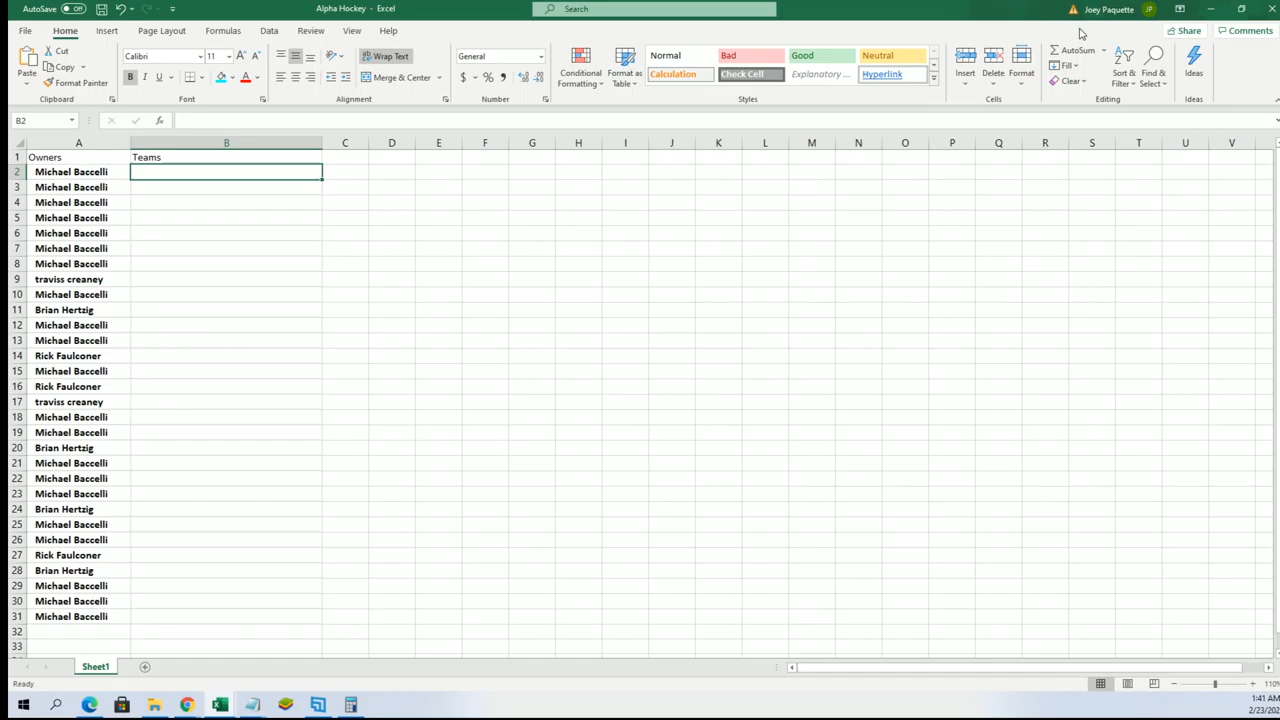 AutoSave Off Alpha Hockey - Excel Search Joey Paquette JP
File Home Insert Page Layout Formulas Data Review View Help Share Comments
Paste Cut Copy Format Painter Clipboard
Calibri 11 B I U A A A Font
Wrap Text Merge & Center Alignment
General $ % Number
Conditional Formatting Format as Table
Normal Bad Good Neutral
Calculation Check Cell Explanatory ... Hyperlink
Styles
Insert Delete Format Cells
AutoSum Fill Clear Sort & Filter Find & Select Editing
Ideas Ideas
B2 fx
A B C D E F G H I J K L M N O P Q R S T U V
1 Owners Teams
2 Michael Baccelli
3 Michael Baccelli
4 Michael Baccelli
5 Michael Baccelli
6 Michael Baccelli
7 Michael Baccelli
8 Michael Baccelli
9 traviss creaney
10 Michael Baccelli
11 Brian Hertzig
12 Michael Baccelli
13 Michael Baccelli
14 Rick Faulconer
15 Michael Baccelli
16 Rick Faulconer
17 traviss creaney
18 Michael Baccelli
19 Michael Baccelli
20 Brian Hertzig
21 Michael Baccelli
22 Michael Baccelli
23 Michael Baccelli
24 Brian Hertzig
25 Michael Baccelli
26 Michael Baccelli
27 Rick Faulconer
28 Brian Hertzig
29 Michael Baccelli
30 Michael Baccelli
31 Michael Baccelli
32
33
Sheet1
Ready 110%
1:41 AM
2/23/202